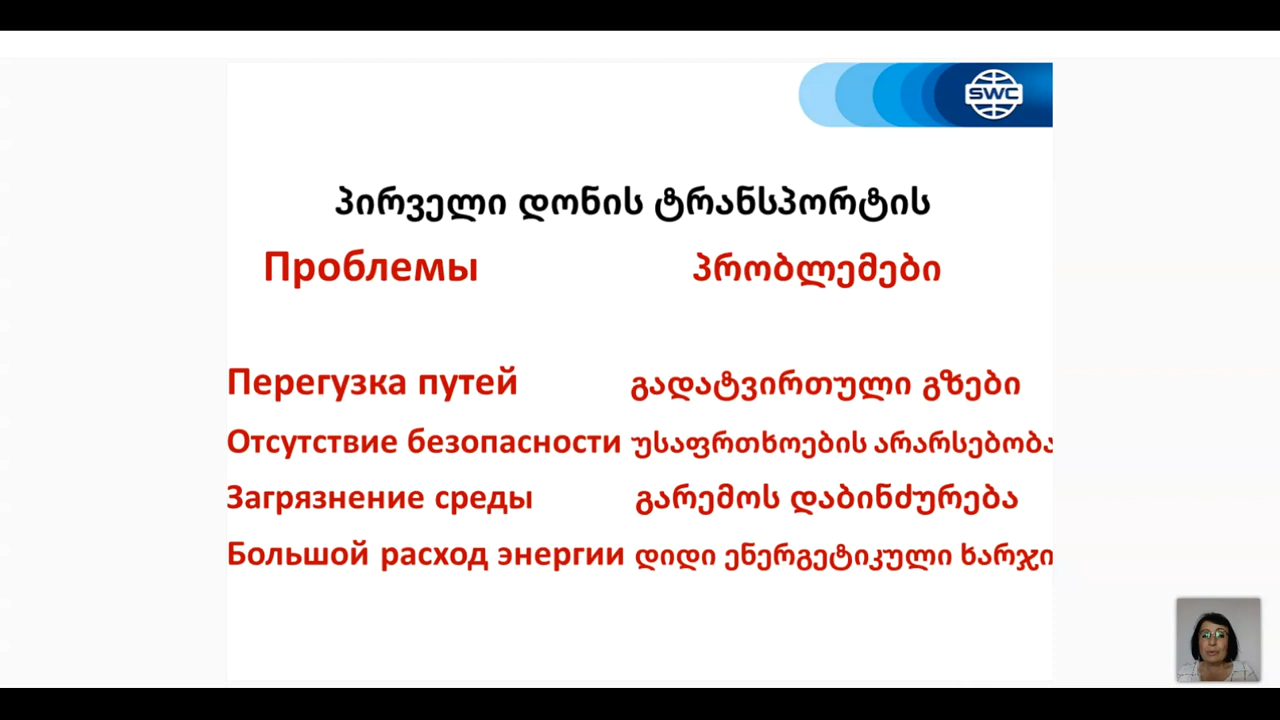 SWC
პირველი დონის ტრანსპორტის
Проблемы პრობლემები
Перегузка путей გადატვირთული გზები
Отсутствие безопасности უსაფრთხოების არარსებობა
Загрязнение среды გარემოს დაბინძურება
Большой расход энергии დიდი ენერგეტიკული ხარჯი